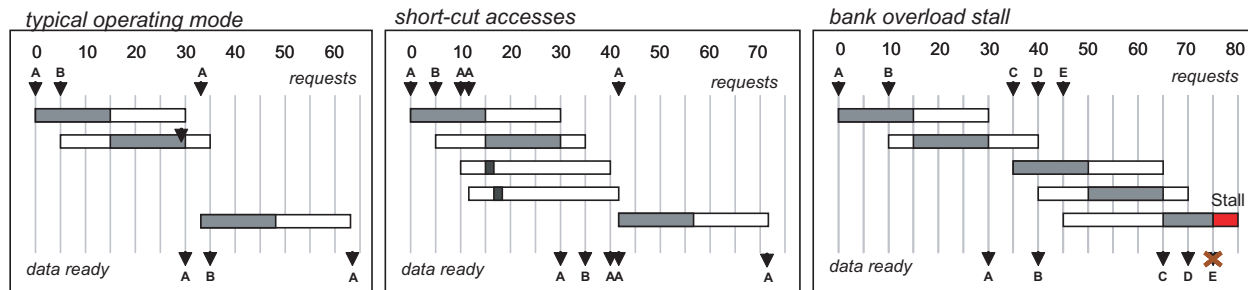 typical operating mode
0 10 20 30 40 50 60
A B A
requests
data ready
A B A
short-cut accesses
0 10 20 30 40 50 60 70
A B AA A
requests
data ready
A B AA A
bank overload stall
0 10 20 30 40 50 60 70 80
A B C D E
requests
Stall
data ready
A B C D E